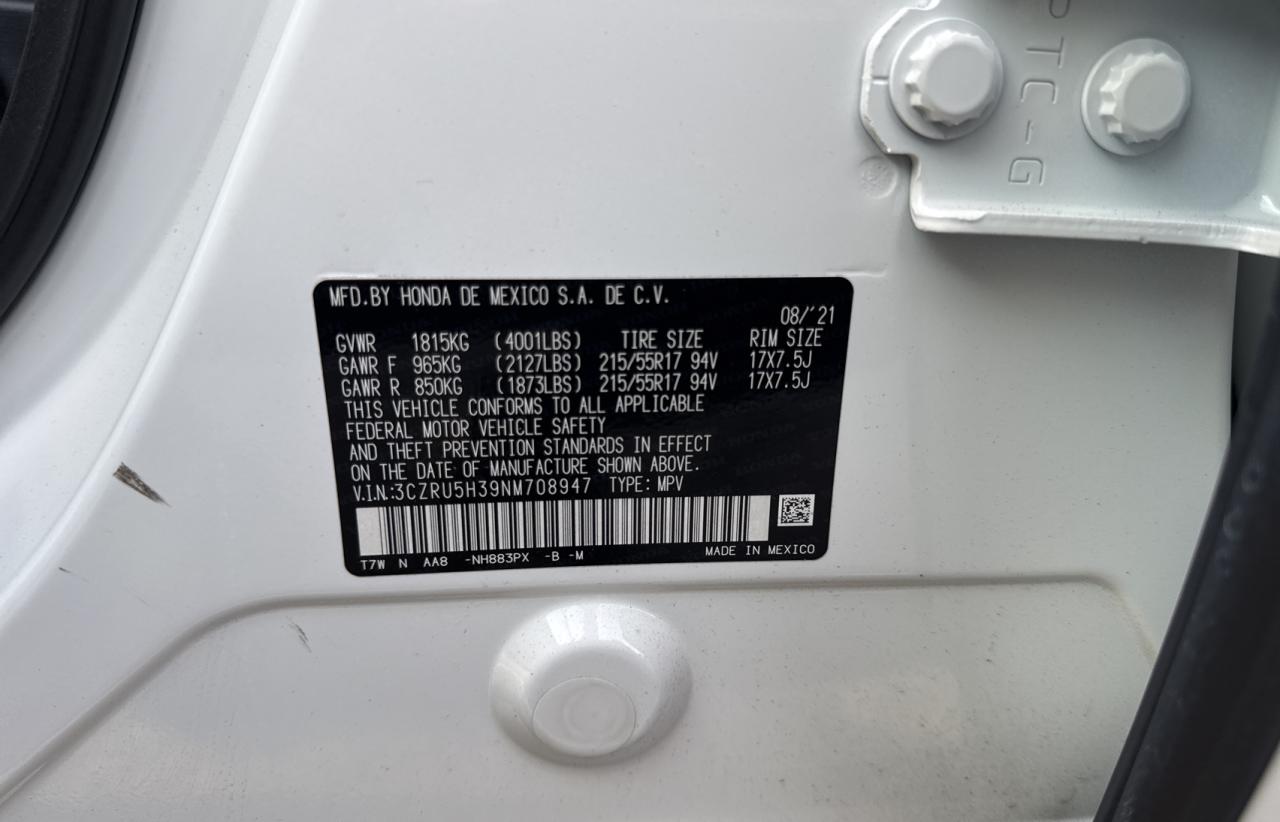 PTC-G
MFD.BY HONDA DE MEXICO S.A. DE C.V.
08/'21
GVWR 1815KG (4001LBS) TIRE SIZE RIM SIZE
GAWR F 965KG (2127LBS) 215/55R17 94V 17X7.5J
GAWR R 850KG (1873LBS) 215/55R17 94V 17X7.5J
THIS VEHICLE CONFORMS TO ALL APPLICABLE
FEDERAL MOTOR VEHICLE SAFETY
AND THEFT PREVENTION STANDARDS IN EFFECT
ON THE DATE OF MANUFACTURE SHOWN ABOVE.
V.I.N.:3CZRU5H39NM708947 TYPE: MPV
T7W N AA8 -NH883PX -B -M MADE IN MEXICO